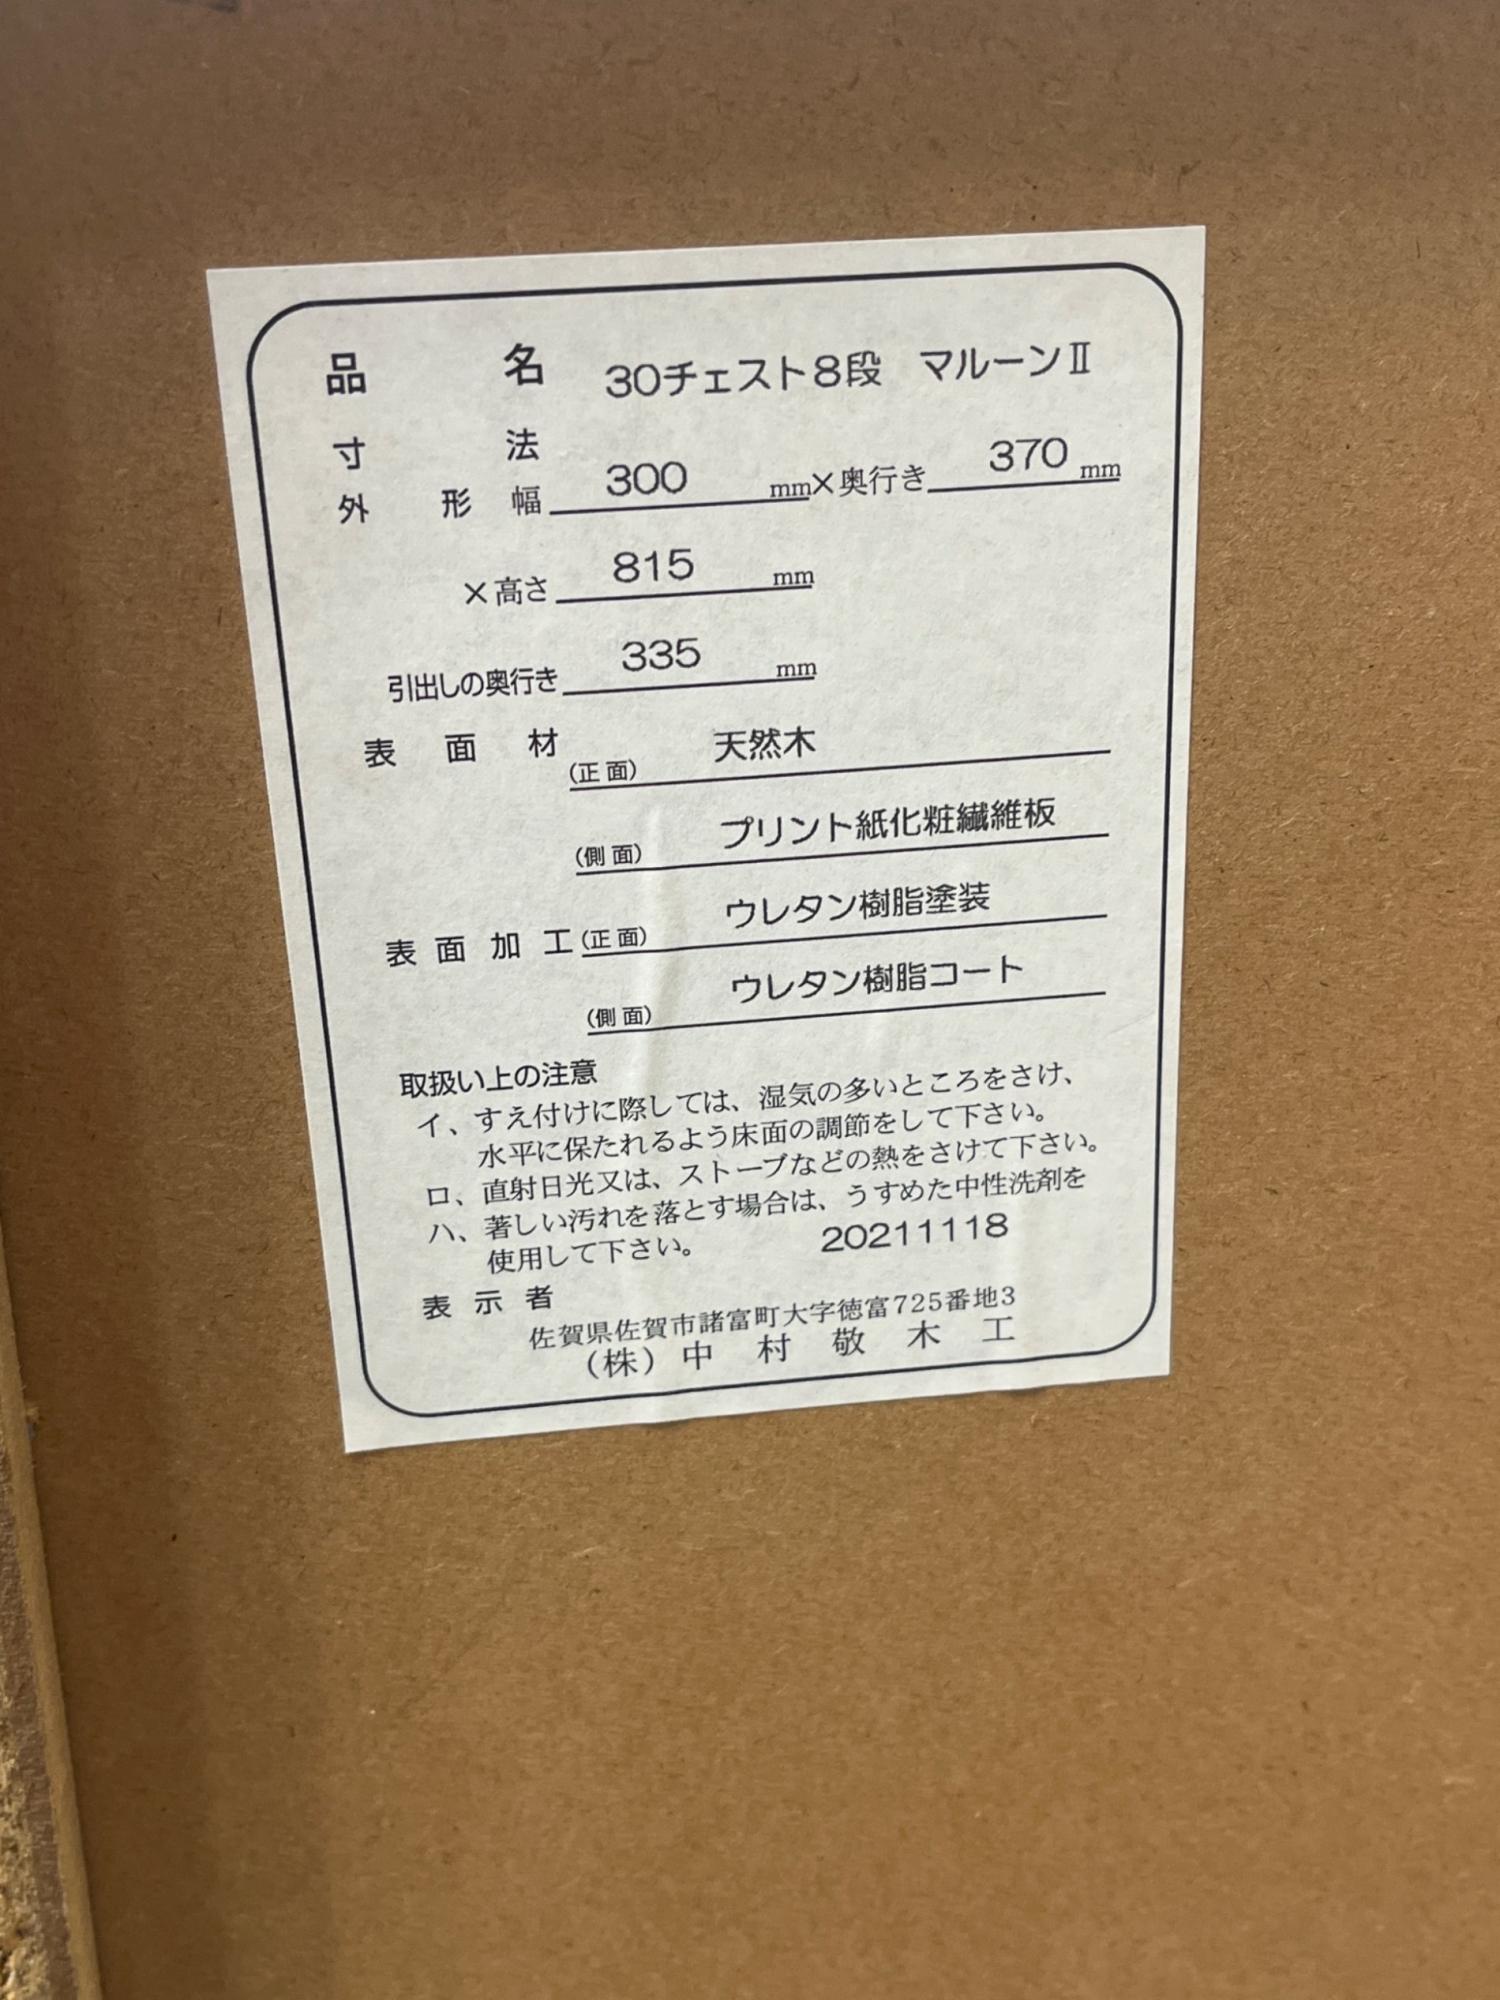 品名 30チェスト8段 マルーンⅡ
寸法
外形 幅 300 mm×奥行き 370 mm
×高さ 815 mm
引出しの奥行き 335 mm
表面材 (正面) 天然木
(側面) プリント紙化粧繊維板
表面加工 (正面) ウレタン樹脂塗装
(側面) ウレタン樹脂コート
取扱い上の注意
イ、すえ付けに際しては、湿気の多いところをさけ、
水平に保たれるよう床面の調節をして下さい。
ロ、直射日光又は、ストーブなどの熱をさけて下さい。
ハ、著しい汚れを落とす場合は、うすめた中性洗剤を
使用して下さい。 20211118
表示者
佐賀県佐賀市諸富町大字徳富725番地3
(株)中村敬木工